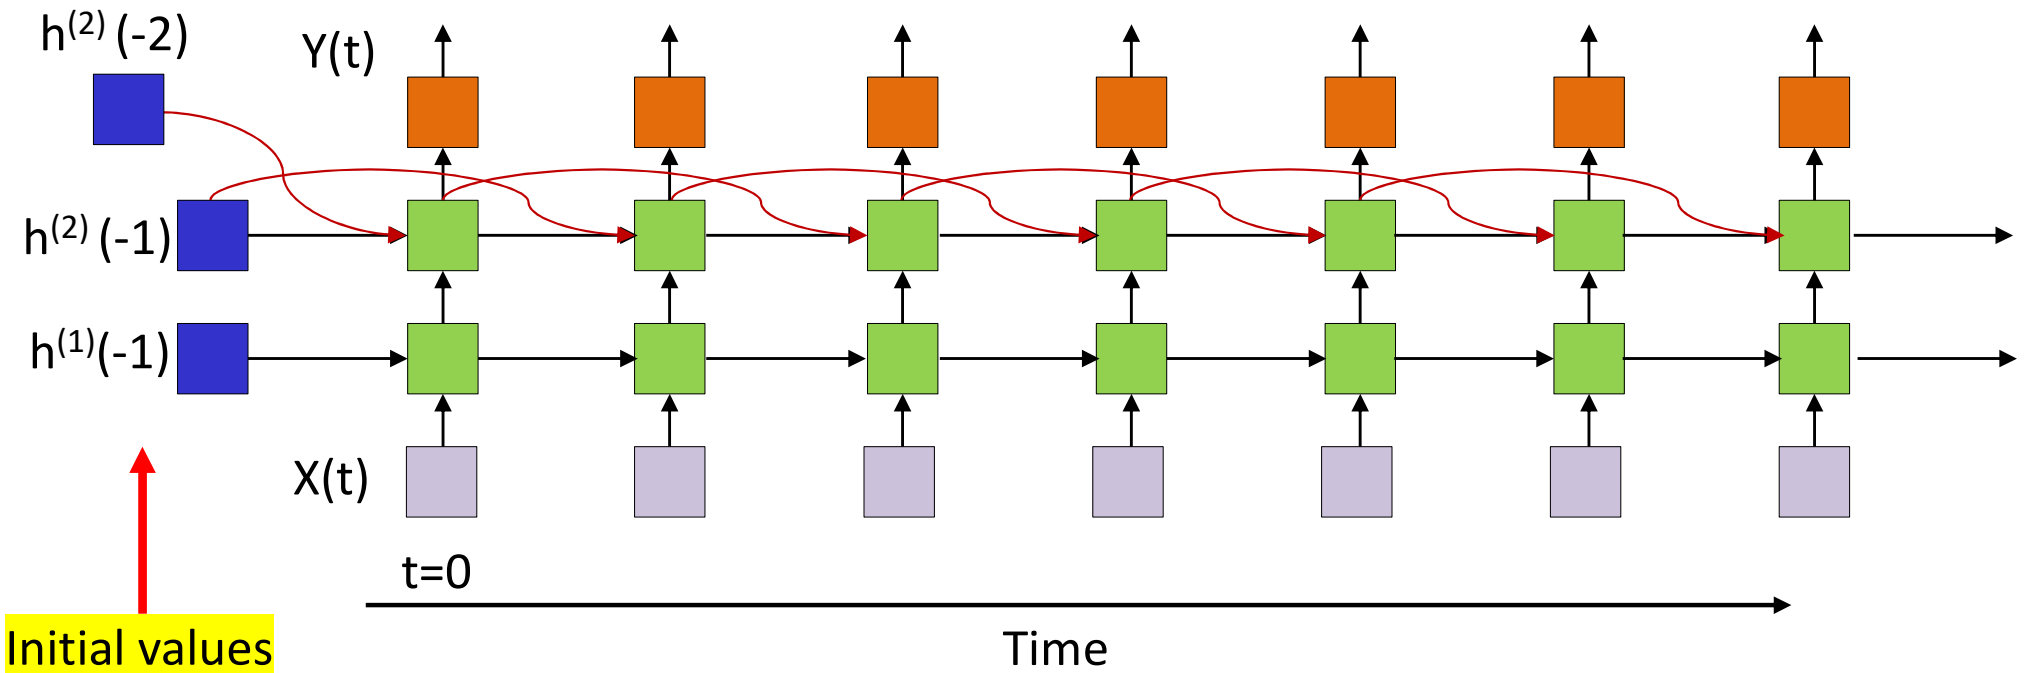 h⁽²⁾ (-2)
Y(t)
h⁽²⁾ (-1)
h⁽¹⁾(-1)
X(t)
t=0
Initial values
Time